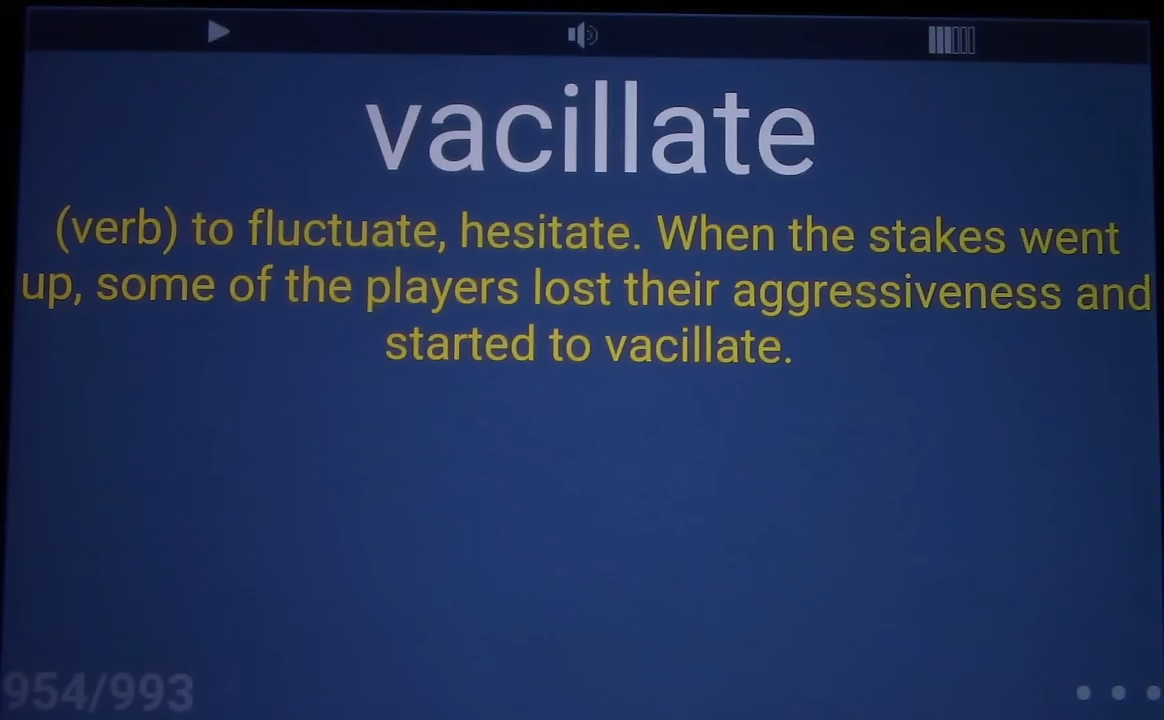 vacillate
(verb) to fluctuate, hesitate. When the stakes went
up, some of the players lost their aggressiveness and
started to vacillate.
954/993